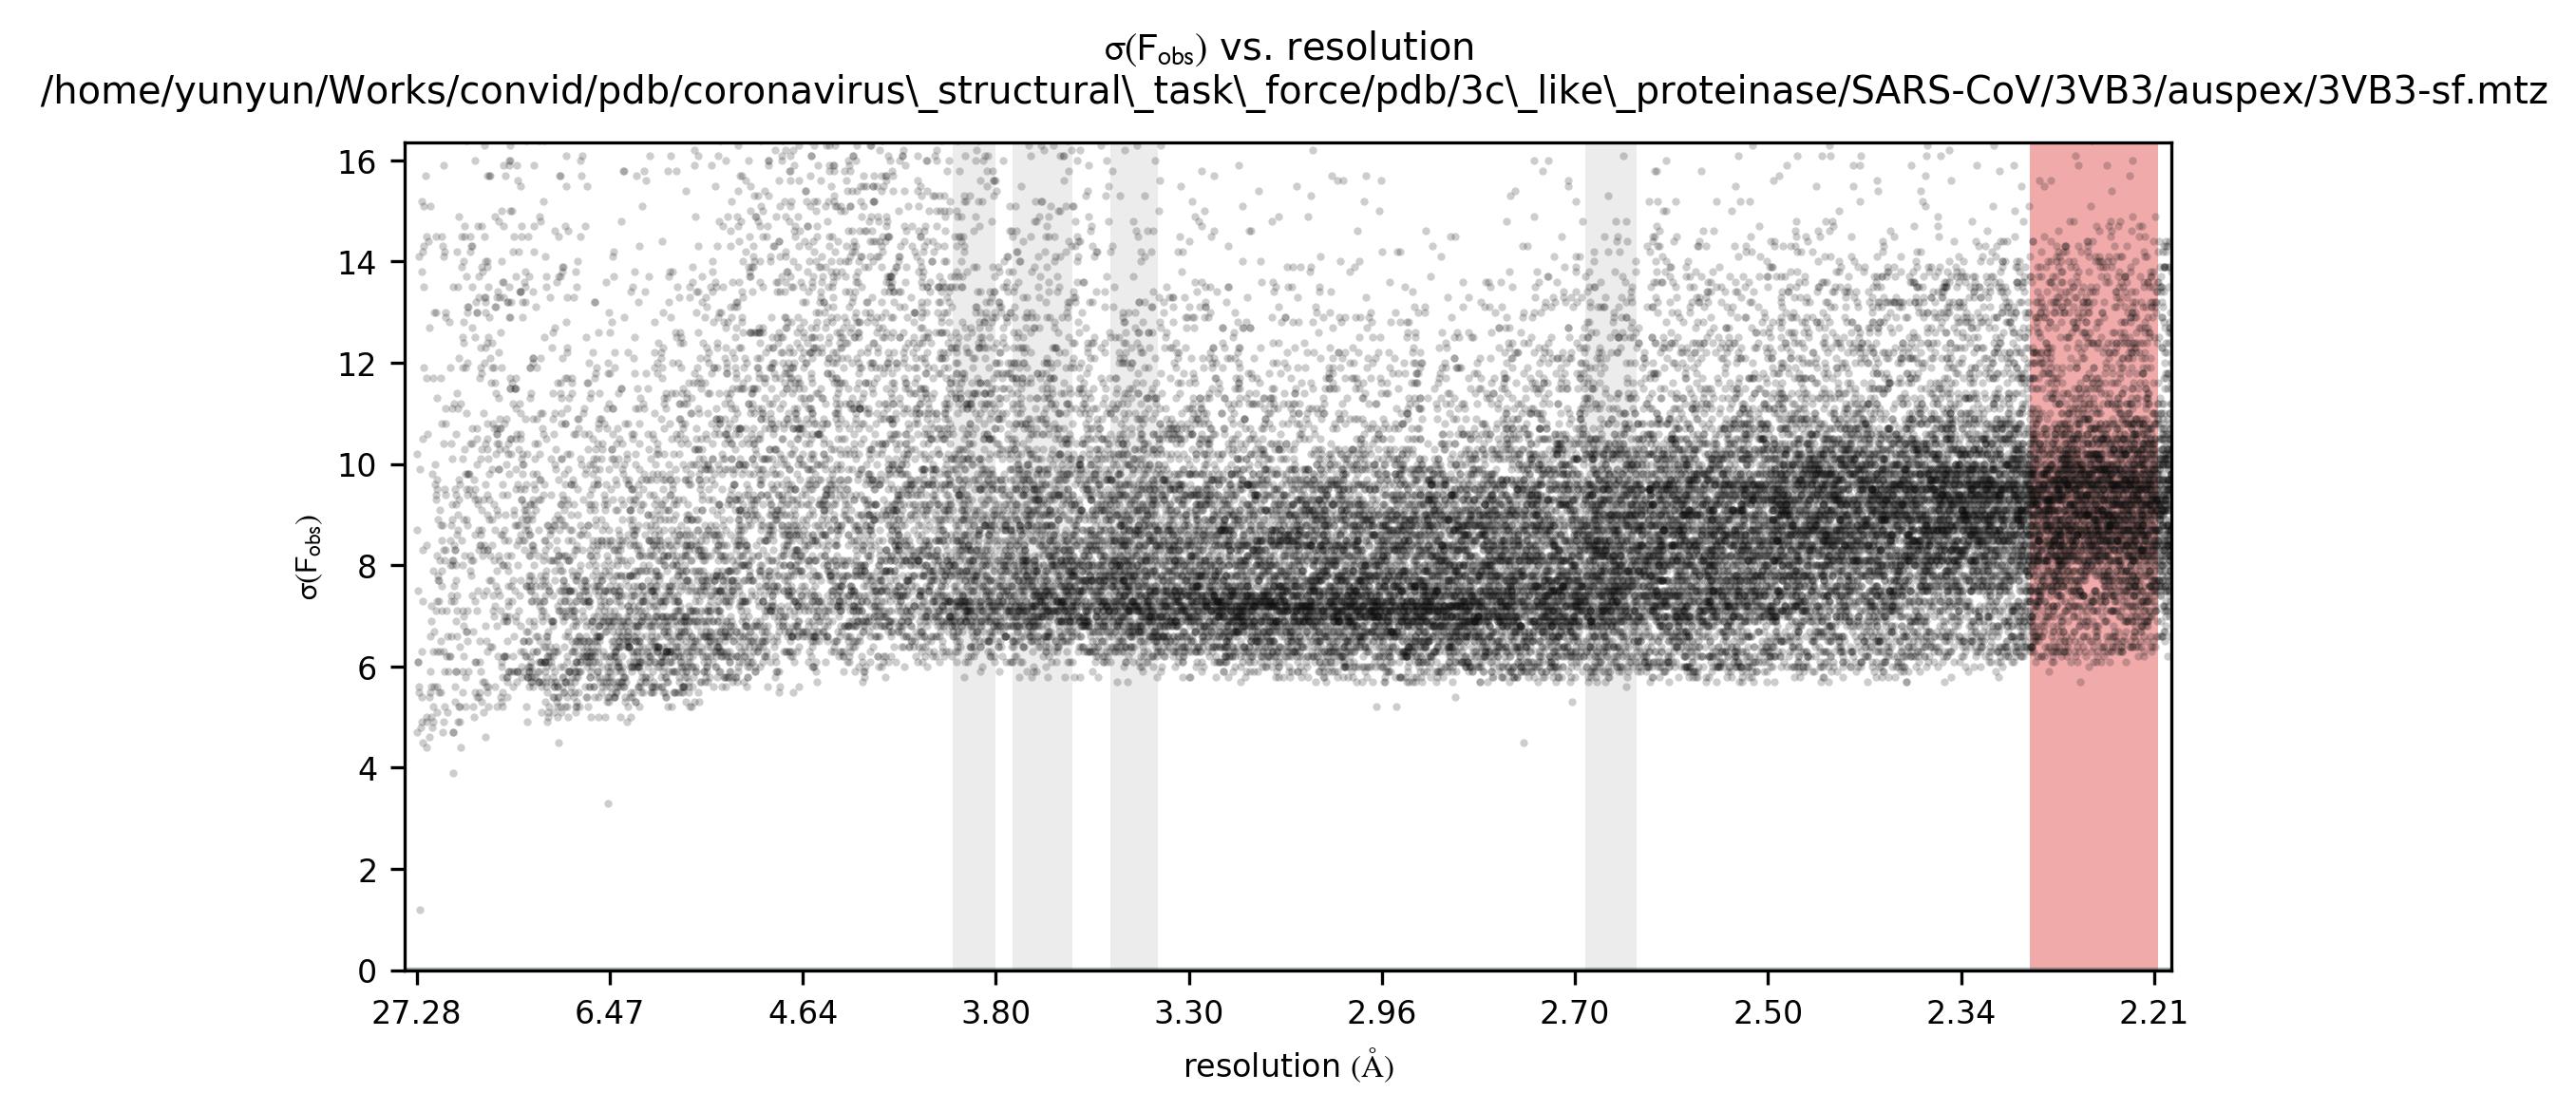 σ(Fobs) vs. resolution
/home/yunyun/Works/convid/pdb/coronavirus\_structural\_task\_force/pdb/3c\_like\_proteinase/SARS-CoV/3VB3/auspex/3VB3-sf.mtz
16
14
12
10
8
6
4
2
0
σ(Fobs)
27.28 6.47 4.64 3.80 3.30 2.96 2.70 2.50 2.34 2.21
resolution (Å)